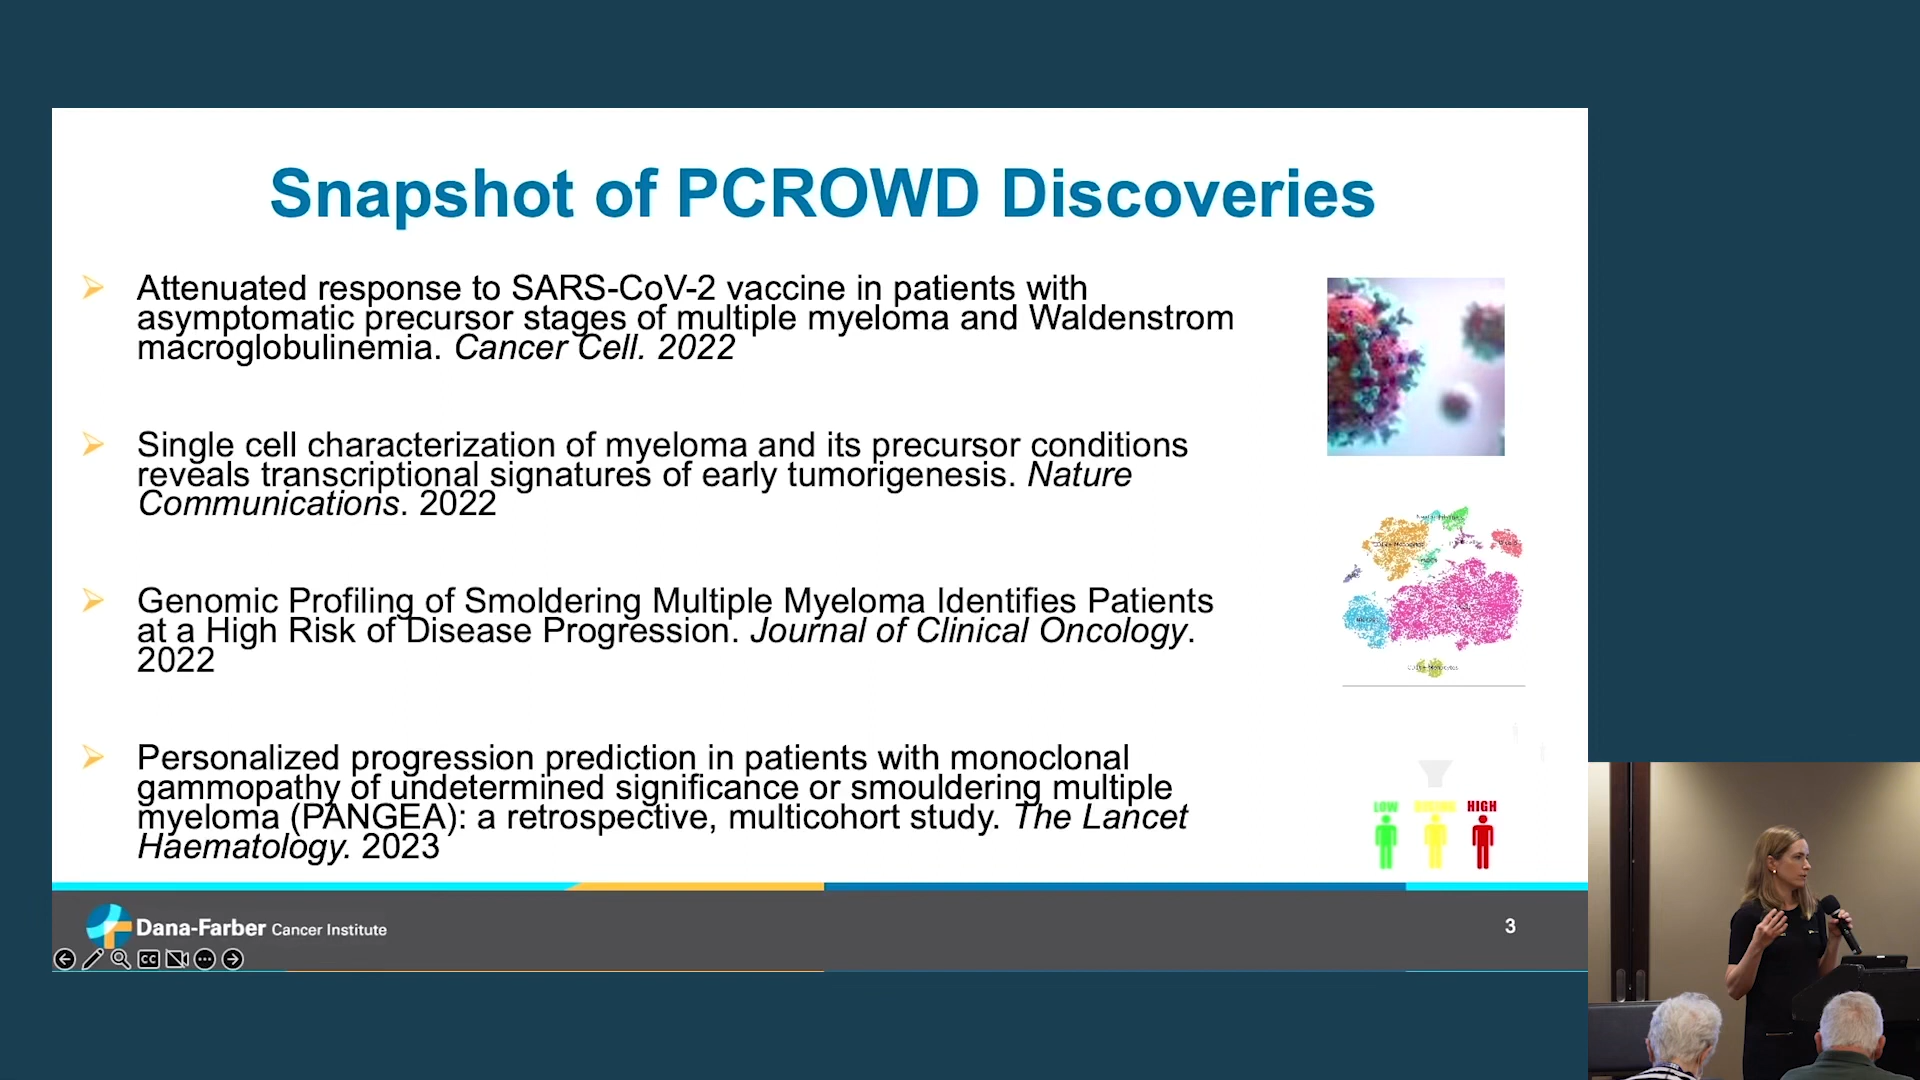 Snapshot of PCROWD Discoveries
Attenuated response to SARS-CoV-2 vaccine in patients with
asymptomatic precursor stages of multiple myeloma and Waldenstrom
macroglobulinemia. Cancer Cell. 2022
Single cell characterization of myeloma and its precursor conditions
reveals transcriptional signatures of early tumorigenesis. Nature
Communications. 2022
Genomic Profiling of Smoldering Multiple Myeloma Identifies Patients
at a High Risk of Disease Progression. Journal of Clinical Oncology.
2022
Personalized progression prediction in patients with monoclonal
gammopathy of undetermined significance or smouldering multiple
myeloma (PANGEA): a retrospective, multicohort study. The Lancet
Haematology. 2023
LOW HIGH
Dana-Farber Cancer Institute
3
CC